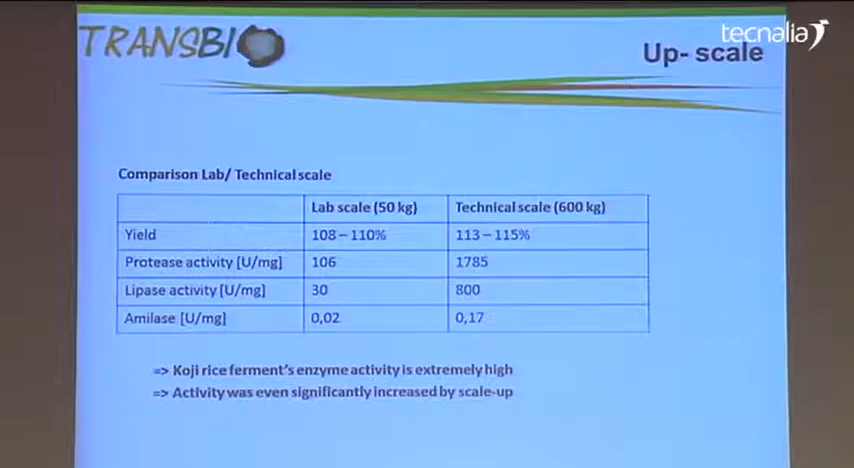 TRANSBIO
tecnalia
Up- scale
Comparison Lab/ Technical scale
Lab scale (50 kg) Technical scale (600 kg)
Yield 108 – 110% 113 – 115%
Protease activity [U/mg] 106 1785
Lipase activity [U/mg] 30 800
Amilase [U/mg] 0,02 0,17
=> Koji rice ferment's enzyme activity is extremely high
=> Activity was even significantly increased by scale-up